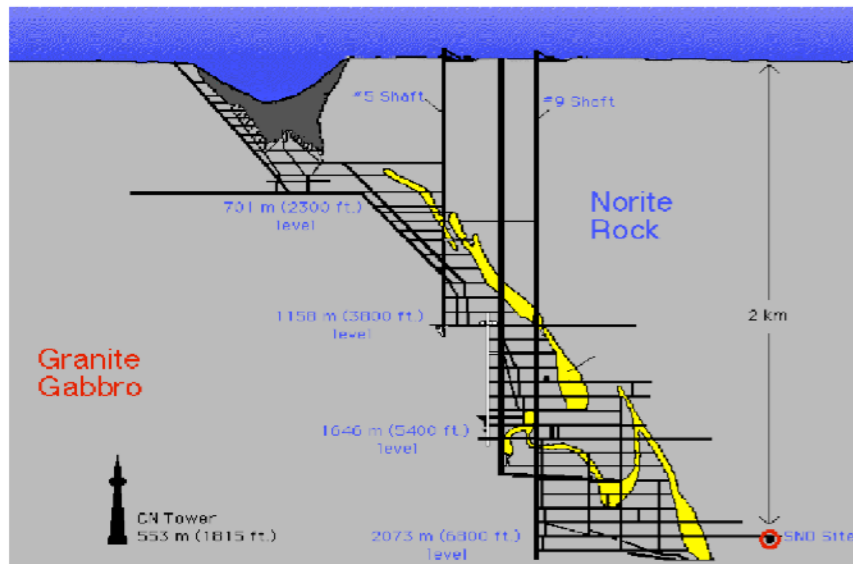 #5 Shaft
#9 Shaft
701 m (2300 ft.)
level
Norite
Rock
1158 m (3800 ft.)
level
2 km
Granite
Gabbro
1646 m (5400 ft.)
level
CN Tower
553 m (1815 ft.)
2073 m (6800 ft.)
level
SNO Site